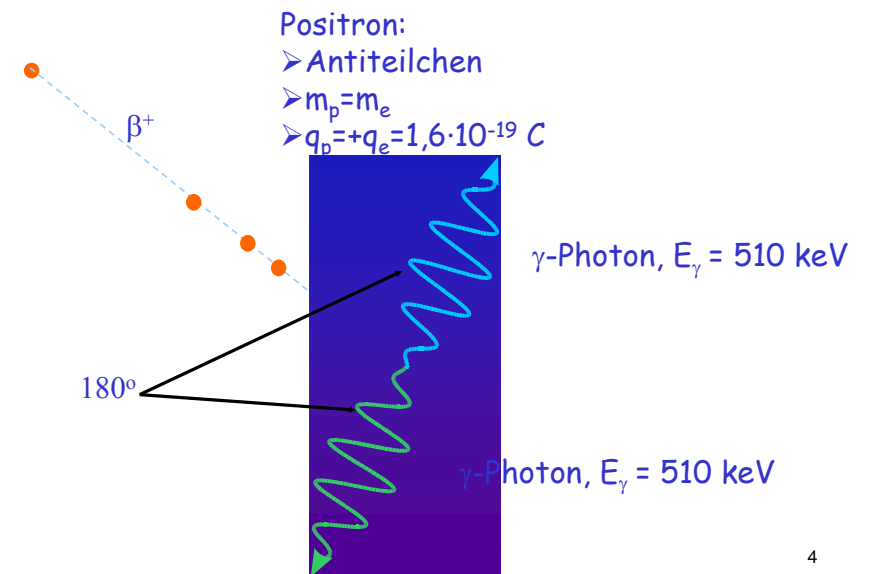 Positron:
➢Antiteilchen
➢mₚ=mₑ
➢qₚ=+qₑ=1,6·10⁻¹⁹ C
β⁺
γ-Photon, Eᵧ = 510 keV
180º
γ-Photon, Eᵧ = 510 keV
4